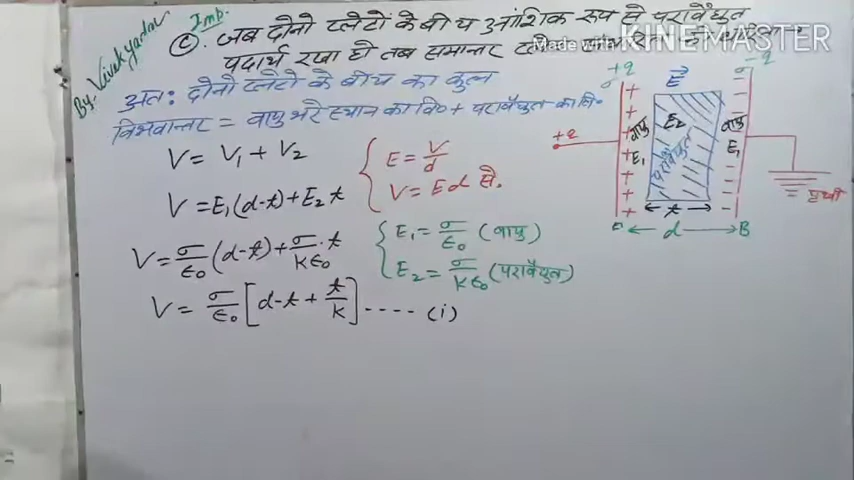 By. Vivek yadav
Imp.
(C). जब दोनो प्लेटो के बीच आंशिक रूप से परावैद्युत
पदार्थ रखा हो तब समान्तर प्लेट
Made with KINEMASTER
अतः दोनो प्लेटो के बीच का कुल
विभवान्तर = वायु भरे स्थान का वि० + परावैद्युत का वि०
V = V₁ + V₂
{ E = V/d
V = Ed से.
V = E₁(d-t) + E₂ t
V = σ/ϵ₀ (d-t) + σ/Kϵ₀ . t
{ E₁ = σ/ϵ₀ (वायु)
E₂ = σ/Kϵ₀ (परावैद्युत)
V = σ/ϵ₀ [d-t + t/K] ---- (i)
+q
-q
σ
E
+q
वायु
E₁
E₂
परावैद्युत
वायु
E₁
t
d
B
पृथ्वी